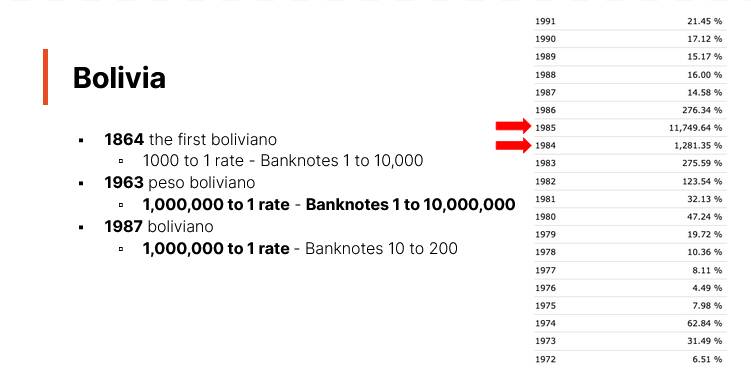 Bolivia
▪ 1864 the first boliviano
▫ 1000 to 1 rate - Banknotes 1 to 10,000
▪ 1963 peso boliviano
▫ 1,000,000 to 1 rate - Banknotes 1 to 10,000,000
▪ 1987 boliviano
▫ 1,000,000 to 1 rate - Banknotes 10 to 200
1991 21.45 %
1990 17.12 %
1989 15.17 %
1988 16.00 %
1987 14.58 %
1986 276.34 %
1985 11,749.64 %
1984 1,281.35 %
1983 275.59 %
1982 123.54 %
1981 32.13 %
1980 47.24 %
1979 19.72 %
1978 10.36 %
1977 8.11 %
1976 4.49 %
1975 7.98 %
1974 62.84 %
1973 31.49 %
1972 6.51 %